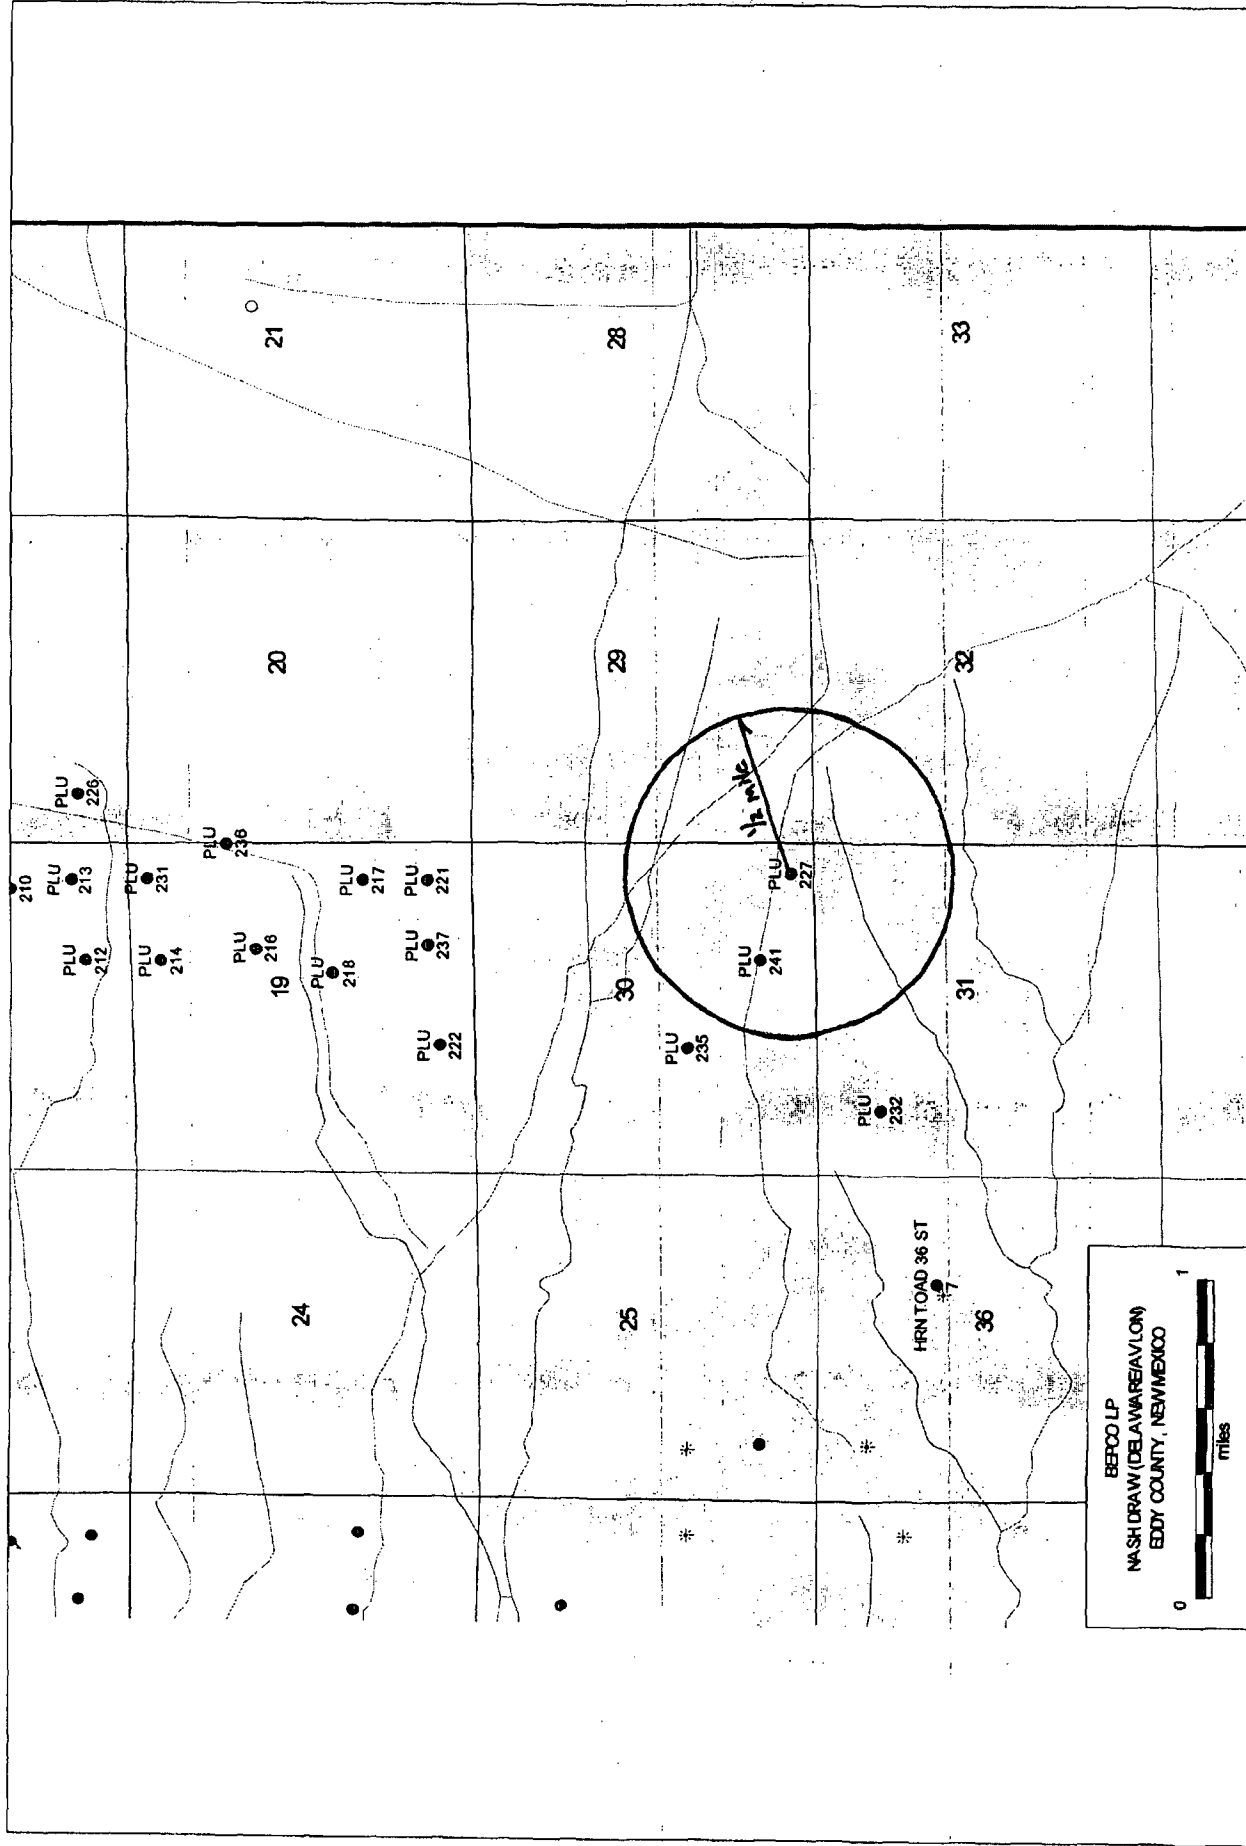 PLU
210
PLU
226
PLU
213
PLU
212
PLU
231
PLU
214
PLU
236
PLU
216
21
20
19
24
PLU
218
PLU
217
PLU
221
PLU
237
PLU
222
28
29
30
25
PLU
235
1/2 mile
PLU
241
PLU
227
PLU
232
HRN TOAD 36 ST
7
33
32
31
36
BEPCO LP
NASH DRAW (DELAWARE/AVLON)
EDDY COUNTY, NEW MEXICO
0
1
miles